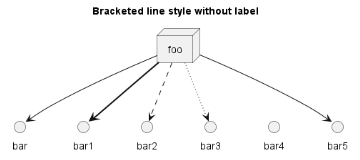 Bracketed line style without label
foo
bar bar1 bar2 bar3 bar4 bar5